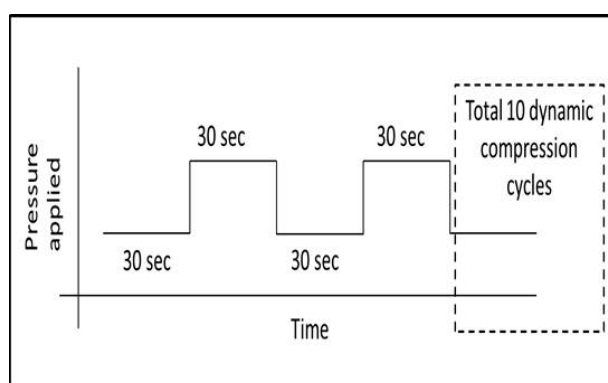 30 sec
30 sec
Total 10 dynamic
compression
cycles
Pressure
applied
30 sec
30 sec
Time